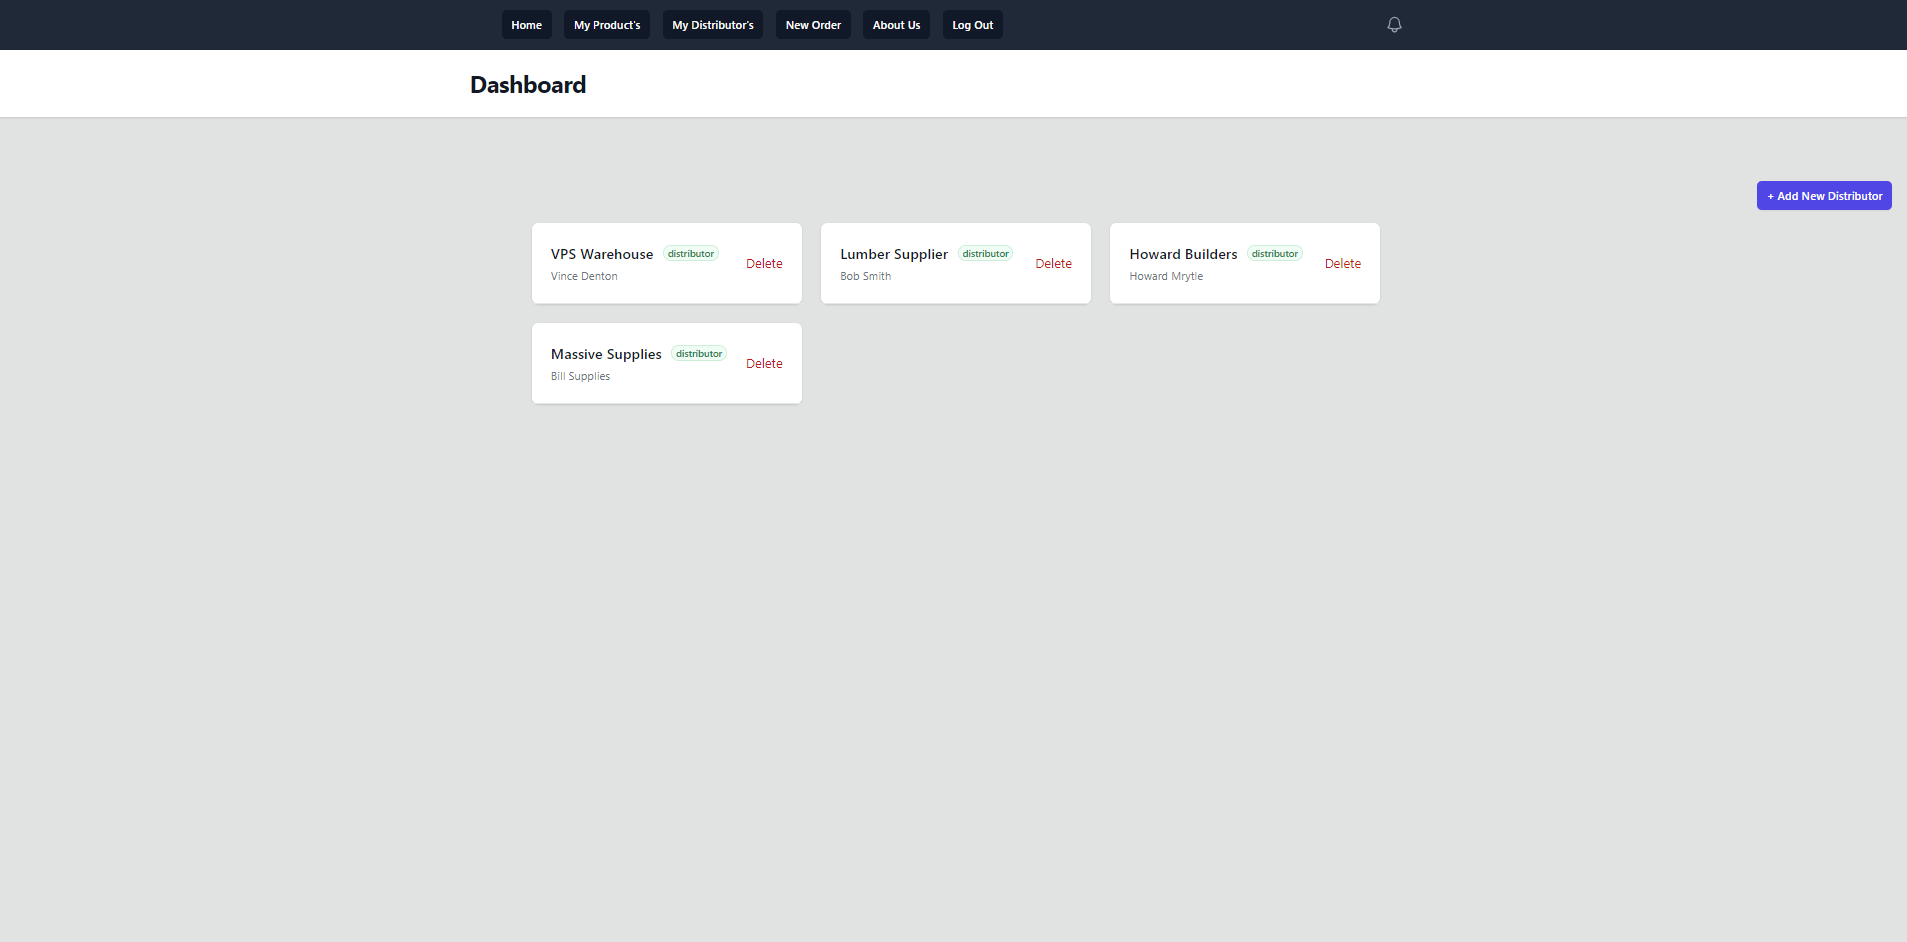 Home My Product's My Distributor's New Order About Us Log Out
Dashboard
+ Add New Distributor
VPS Warehouse distributor
Vince Denton
Delete
Lumber Supplier distributor
Bob Smith
Delete
Howard Builders distributor
Howard Mrytle
Delete
Massive Supplies distributor
Bill Supplies
Delete